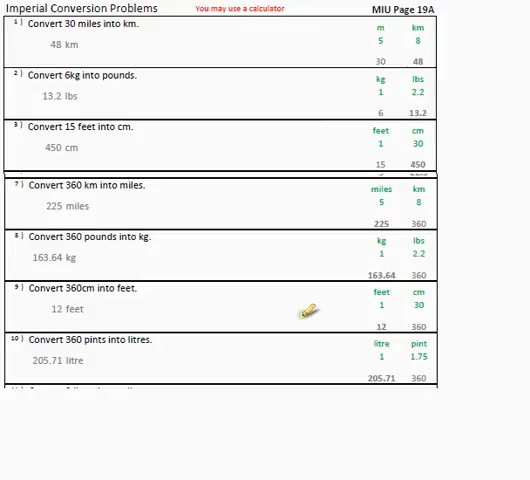 Imperial Conversion Problems You may use a calculator MIU Page 19A
1) Convert 30 miles into km. m km
5 8
48 km
30 48
2) Convert 6kg into pounds. kg lbs
1 2.2
13.2 lbs
6 13.2
3) Convert 15 feet into cm. feet cm
1 30
450 cm
15 450
7) Convert 360 km into miles. miles km
5 8
225 miles
225 360
8) Convert 360 pounds into kg. kg lbs
1 2.2
163.64 kg
163.64 360
9) Convert 360cm into feet. feet cm
1 30
12 feet
12 360
10) Convert 360 pints into litres. litre pint
1 1.75
205.71 litre
205.71 360